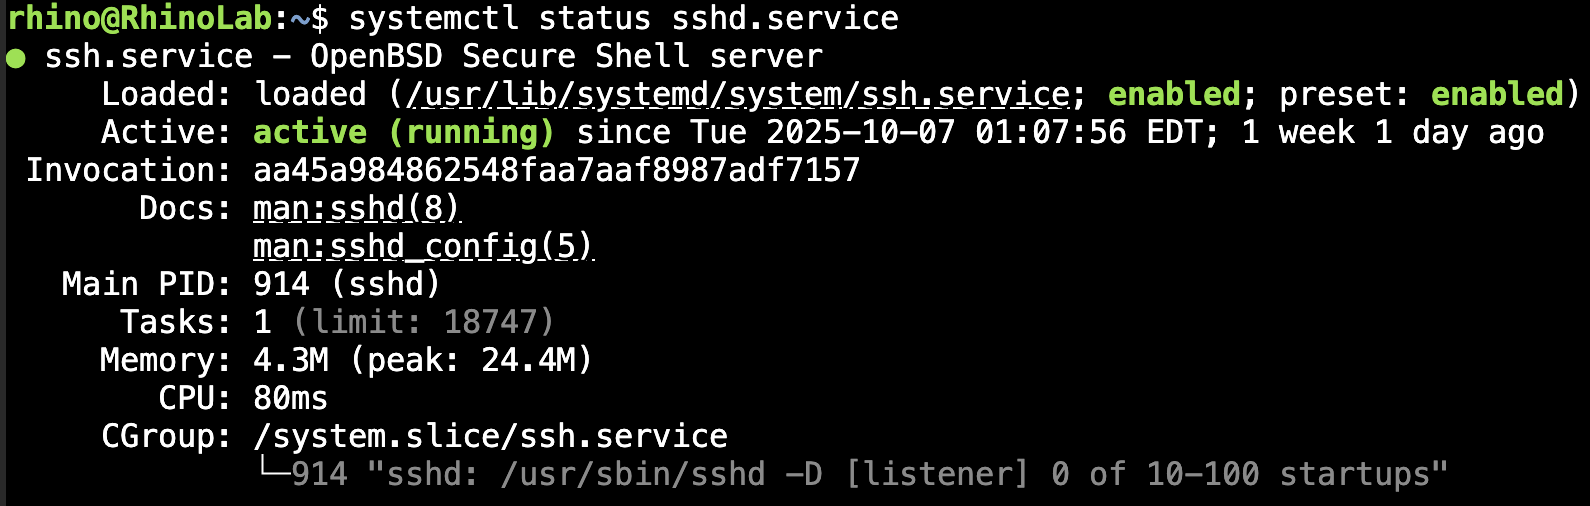 rhino@RhinoLab:~$ systemctl status sshd.service
● ssh.service - OpenBSD Secure Shell server
Loaded: loaded (/usr/lib/systemd/system/ssh.service; enabled; preset: enabled)
Active: active (running) since Tue 2025-10-07 01:07:56 EDT; 1 week 1 day ago
Invocation: aa45a984862548faa7aaf8987adf7157
Docs: man:sshd(8)
man:sshd_config(5)
Main PID: 914 (sshd)
Tasks: 1 (limit: 18747)
Memory: 4.3M (peak: 24.4M)
CPU: 80ms
CGroup: /system.slice/ssh.service
└─914 "sshd: /usr/sbin/sshd -D [listener] 0 of 10-100 startups"